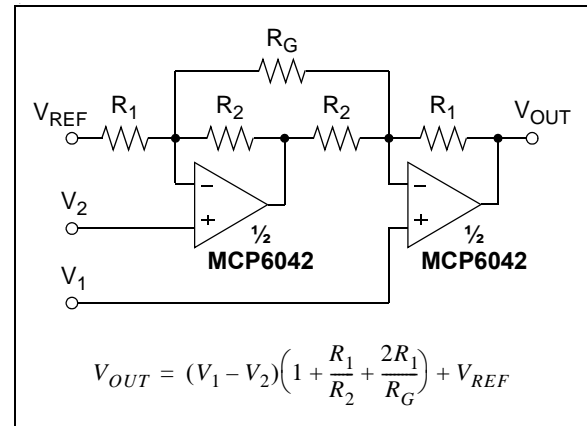 R_G
V_REF R_1 R_2 R_2 R_1 V_OUT
− −
V_2 + +
½ ½
MCP6042 MCP6042
V_1
V_OUT = (V_1 – V_2)(1 + R_1/R_2 + 2R_1/R_G) + V_REF